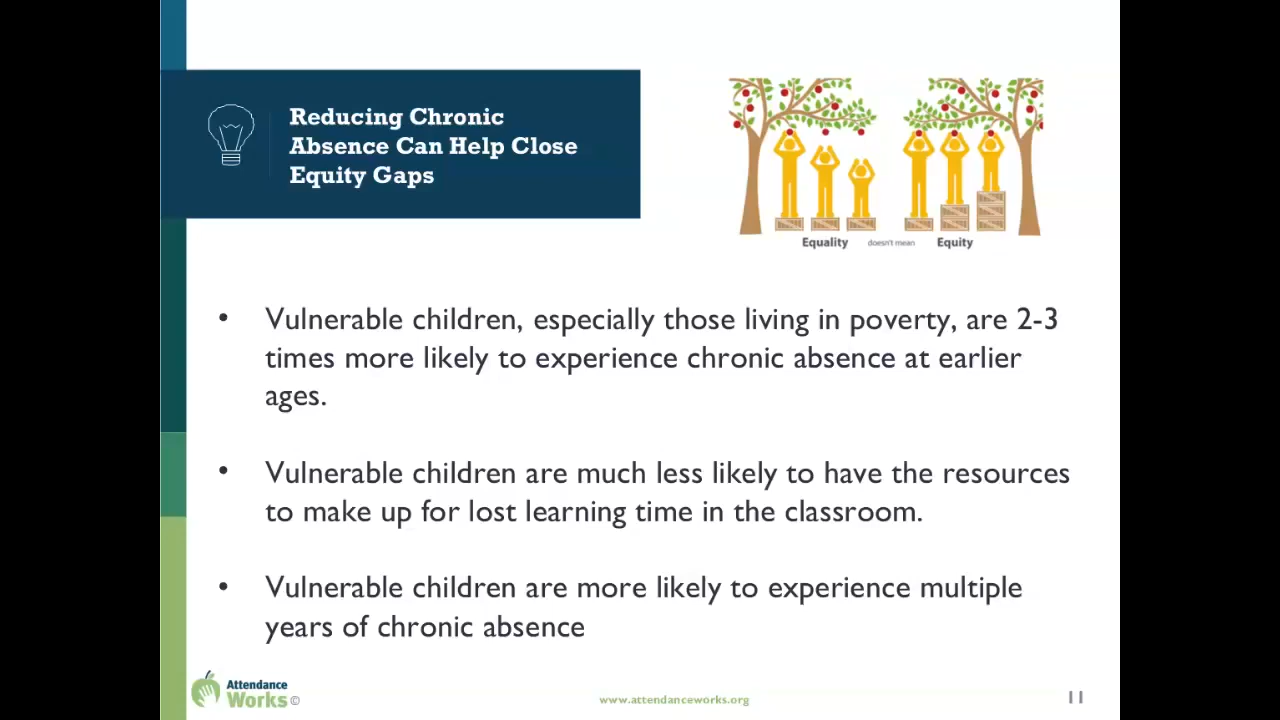 Reducing Chronic
Absence Can Help Close
Equity Gaps
Equality doesn't mean Equity
• Vulnerable children, especially those living in poverty, are 2-3
times more likely to experience chronic absence at earlier
ages.
• Vulnerable children are much less likely to have the resources
to make up for lost learning time in the classroom.
• Vulnerable children are more likely to experience multiple
years of chronic absence
Attendance
Works©
www.attendanceworks.org
11